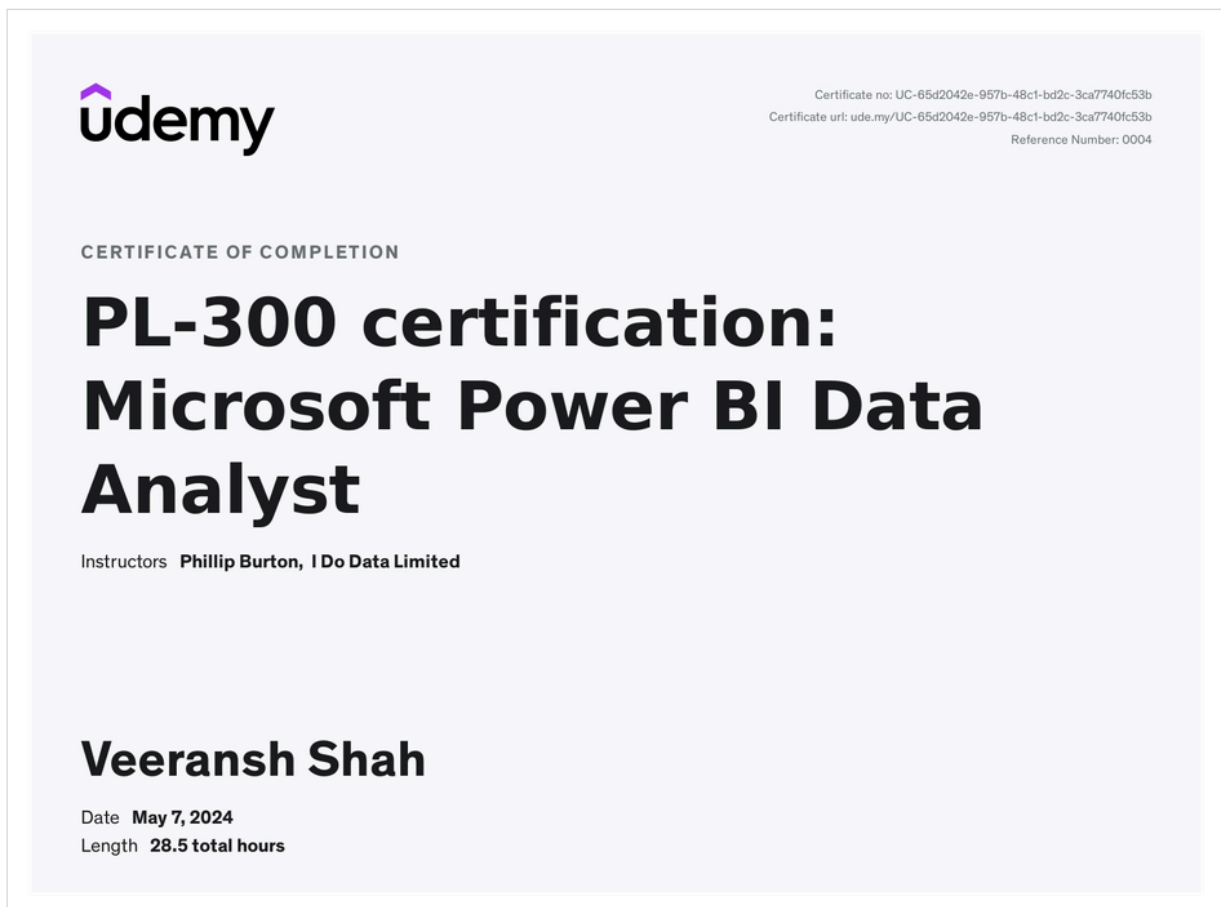 udemy
Certificate no: UC-65d2042e-957b-48c1-bd2c-3ca7740fc53b
Certificate url: ude.my/UC-65d2042e-957b-48c1-bd2c-3ca7740fc53b
Reference Number: 0004
CERTIFICATE OF COMPLETION
PL-300 certification:
Microsoft Power BI Data
Analyst
Instructors Phillip Burton, I Do Data Limited
Veeransh Shah
Date May 7, 2024
Length 28.5 total hours